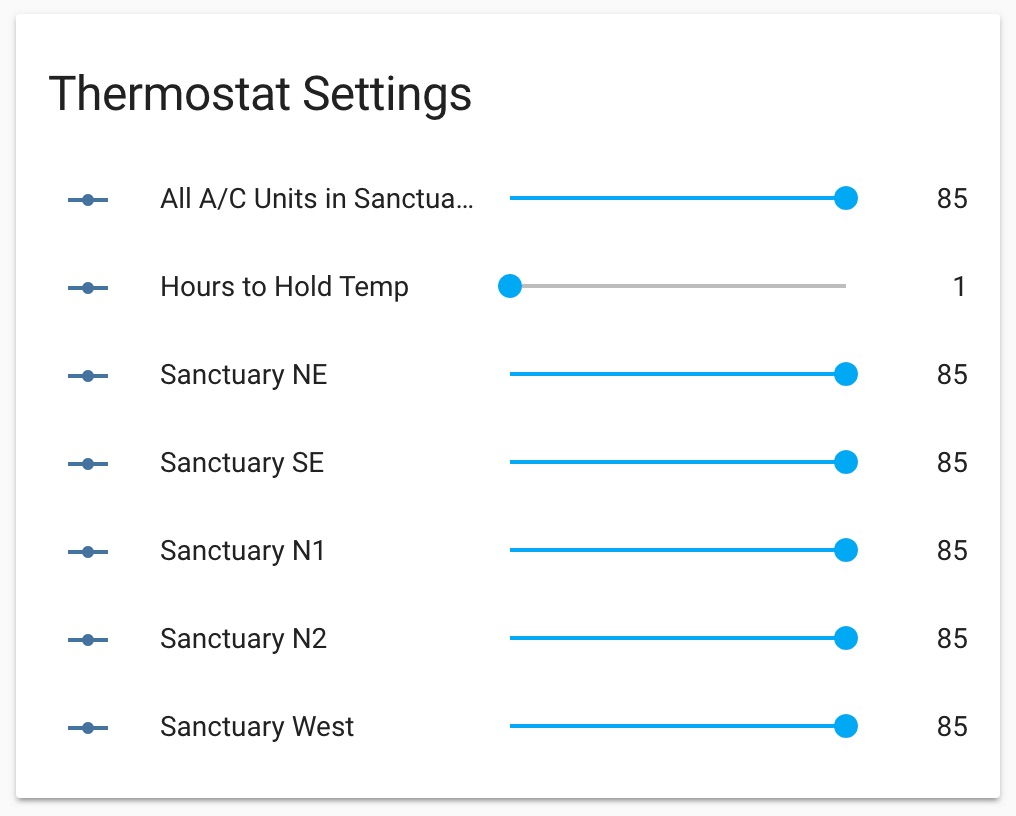 Thermostat Settings
All A/C Units in Sanctua... 85
Hours to Hold Temp 1
Sanctuary NE 85
Sanctuary SE 85
Sanctuary N1 85
Sanctuary N2 85
Sanctuary West 85